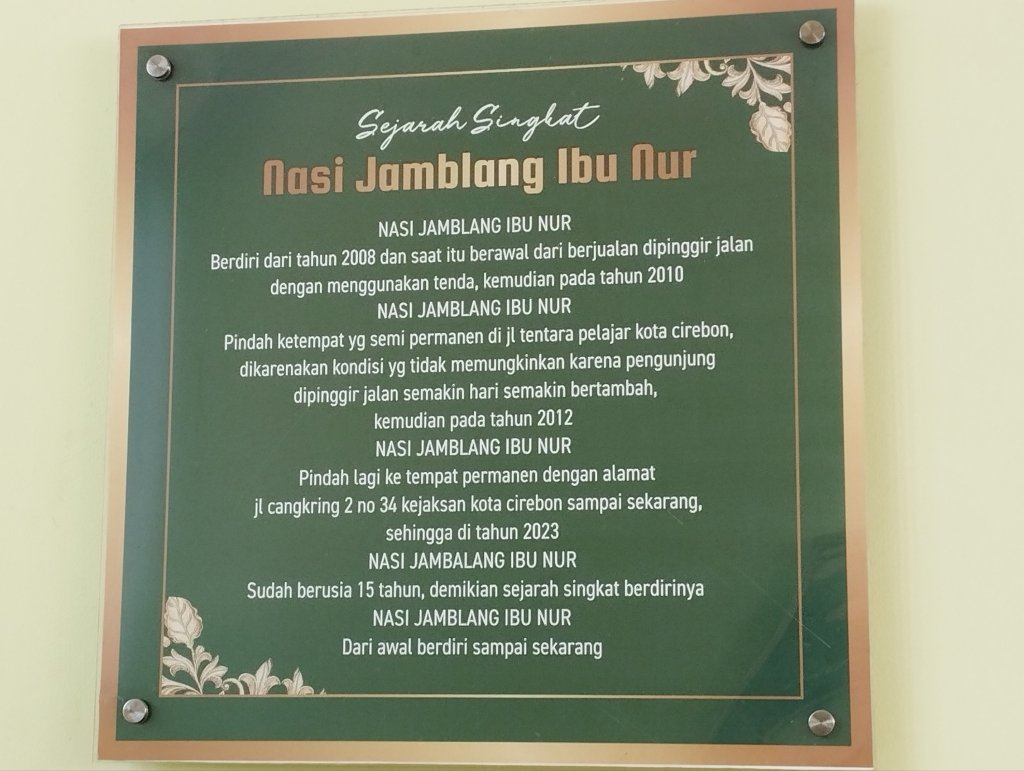 Sejarah Singkat
Nasi Jamblang Ibu Nur
NASI JAMBLANG IBU NUR
Berdiri dari tahun 2008 dan saat itu berawal dari berjualan dipinggir jalan
dengan menggunakan tenda, kemudian pada tahun 2010
NASI JAMBLANG IBU NUR
Pindah ketempat yg semi permanen di jl tentara pelajar kota cirebon,
dikarenakan kondisi yg tidak memungkinkan karena pengunjung
dipinggir jalan semakin hari semakin bertambah,
kemudian pada tahun 2012
NASI JAMBLANG IBU NUR
Pindah lagi ke tempat permanen dengan alamat
jl cangkring 2 no 34 kejaksan kota cirebon sampai sekarang,
sehingga di tahun 2023
NASI JAMBALANG IBU NUR
Sudah berusia 15 tahun, demikian sejarah singkat berdirinya
NASI JAMBLANG IBU NUR
Dari awal berdiri sampai sekarang